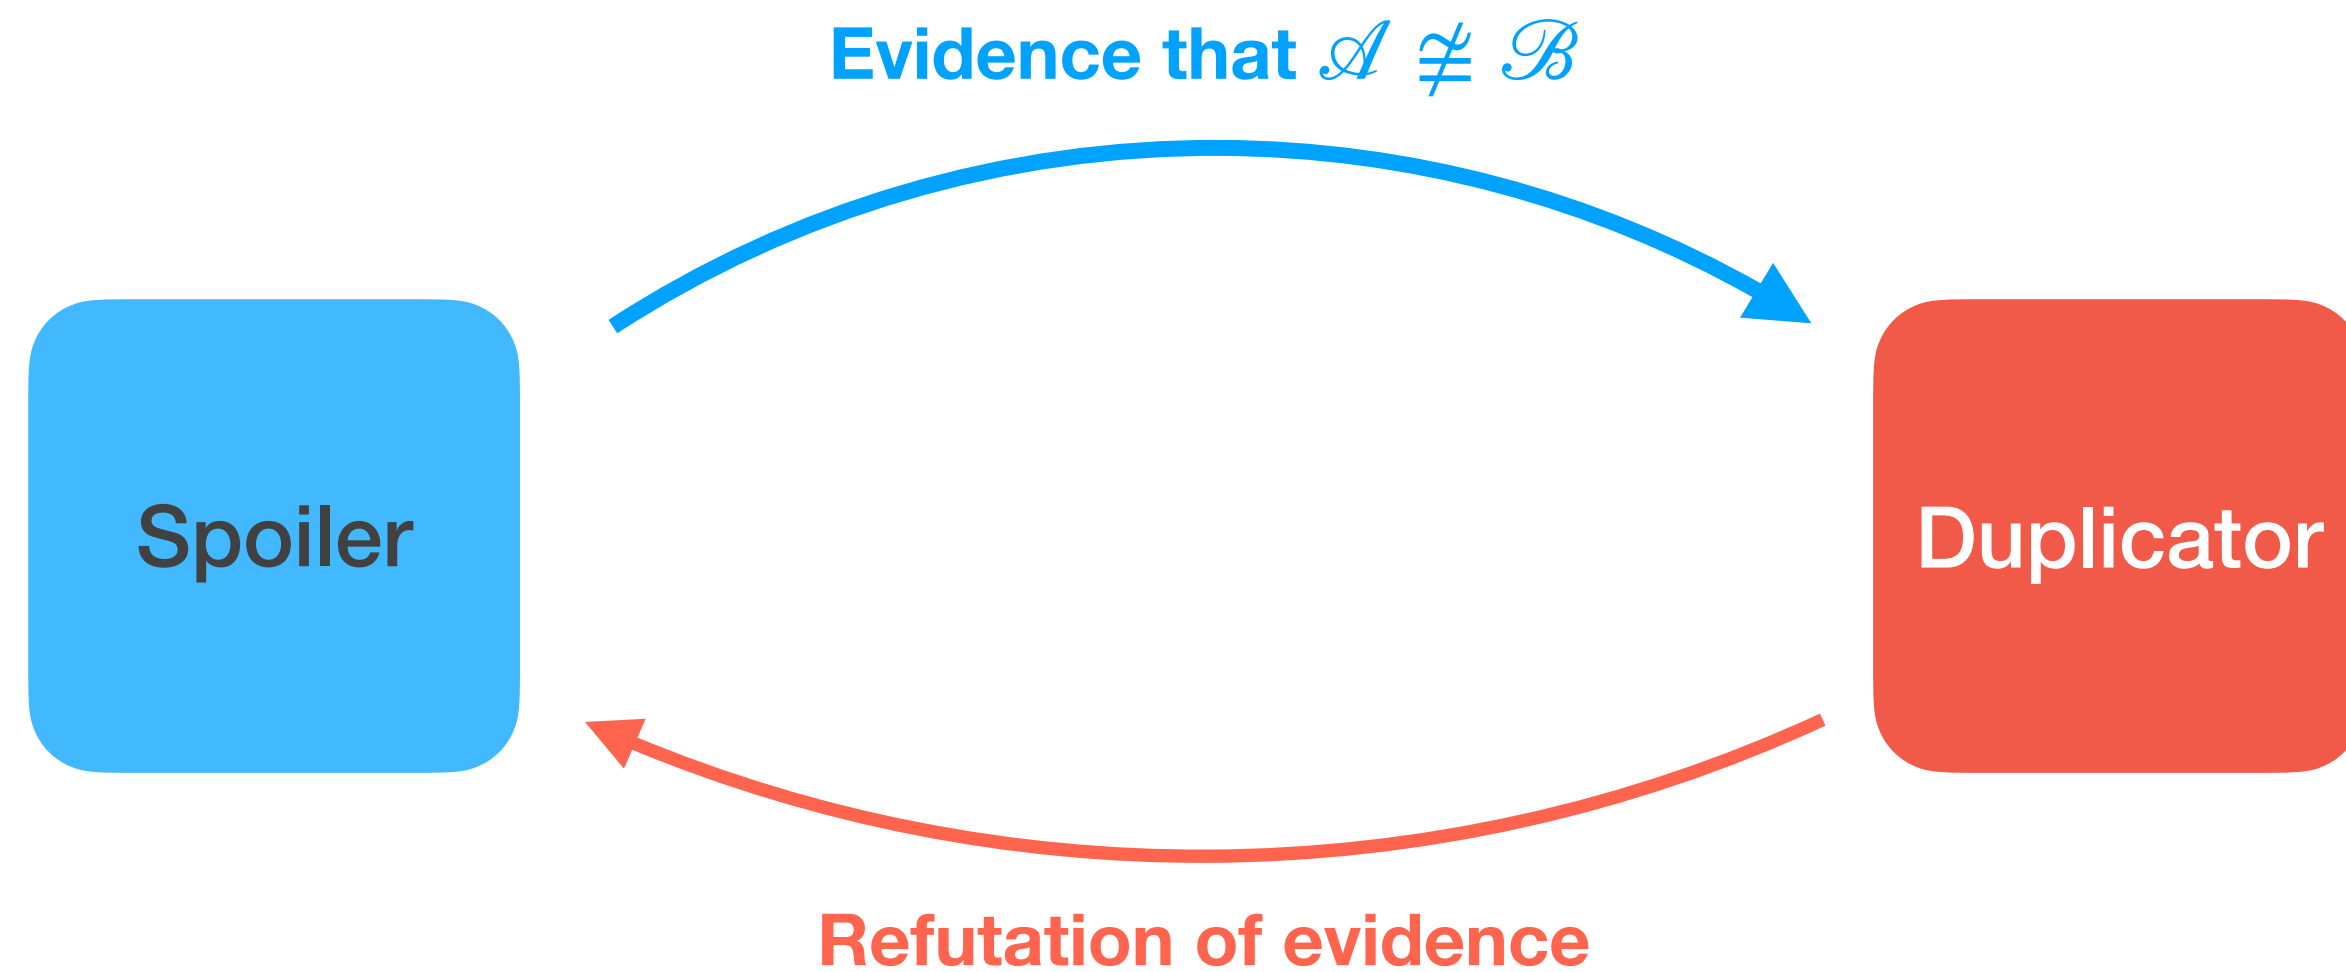 Evidence that 𝒜 ≇ ℬ
Spoiler
Duplicator
Refutation of evidence